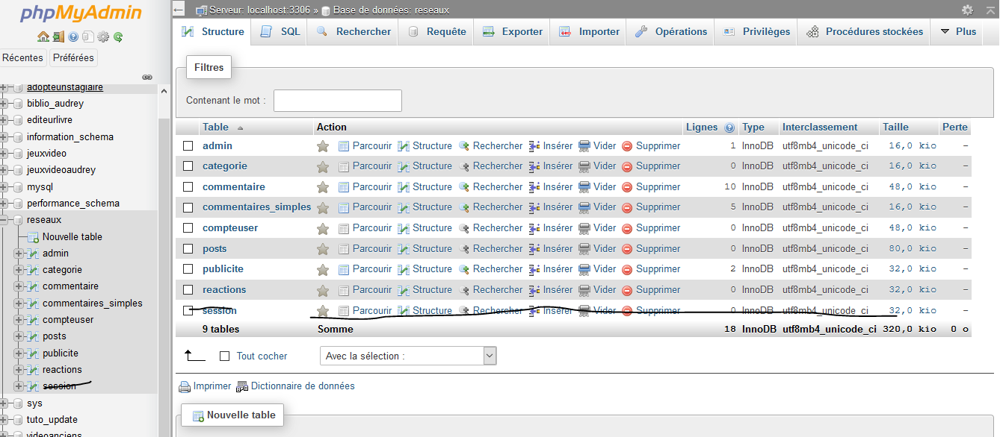 phpMyAdmin
Récentes Préférées
adopteunstagiaire
biblio_audrey
editeurlivre
information_schema
jeuxvideo
jeuxvideoaudrey
mysql
performance_schema
reseaux
Nouvelle table
admin
categorie
commentaire
commentaires_simples
compteuser
posts
publicite
reactions
session
sys
tuto_update
videoanciens
Serveur: localhost:3306 » Base de données: reseaux
Structure SQL Rechercher Requête Exporter Importer Opérations Privilèges Procédures stockées Plus
Filtres
Contenant le mot :
Table Action Lignes Type Interclassement Taille Perte
admin Parcourir Structure Rechercher Insérer Vider Supprimer 1 InnoDB utf8mb4_unicode_ci 16,0 kio –
categorie Parcourir Structure Rechercher Insérer Vider Supprimer 0 InnoDB utf8mb4_unicode_ci 16,0 kio –
commentaire Parcourir Structure Rechercher Insérer Vider Supprimer 10 InnoDB utf8mb4_unicode_ci 48,0 kio –
commentaires_simples Parcourir Structure Rechercher Insérer Vider Supprimer 5 InnoDB utf8mb4_unicode_ci 16,0 kio –
compteuser Parcourir Structure Rechercher Insérer Vider Supprimer 0 InnoDB utf8mb4_unicode_ci 48,0 kio –
posts Parcourir Structure Rechercher Insérer Vider Supprimer 0 InnoDB utf8mb4_unicode_ci 80,0 kio –
publicite Parcourir Structure Rechercher Insérer Vider Supprimer 2 InnoDB utf8mb4_unicode_ci 32,0 kio –
reactions Parcourir Structure Rechercher Insérer Vider Supprimer 0 InnoDB utf8mb4_unicode_ci 32,0 kio –
session Parcourir Structure Rechercher Insérer Vider Supprimer 0 InnoDB utf8mb4_unicode_ci 32,0 kio –
9 tables Somme 18 InnoDB utf8mb4_unicode_ci 320,0 kio 0 o
Tout cocher Avec la sélection :
Imprimer Dictionnaire de données
Nouvelle table